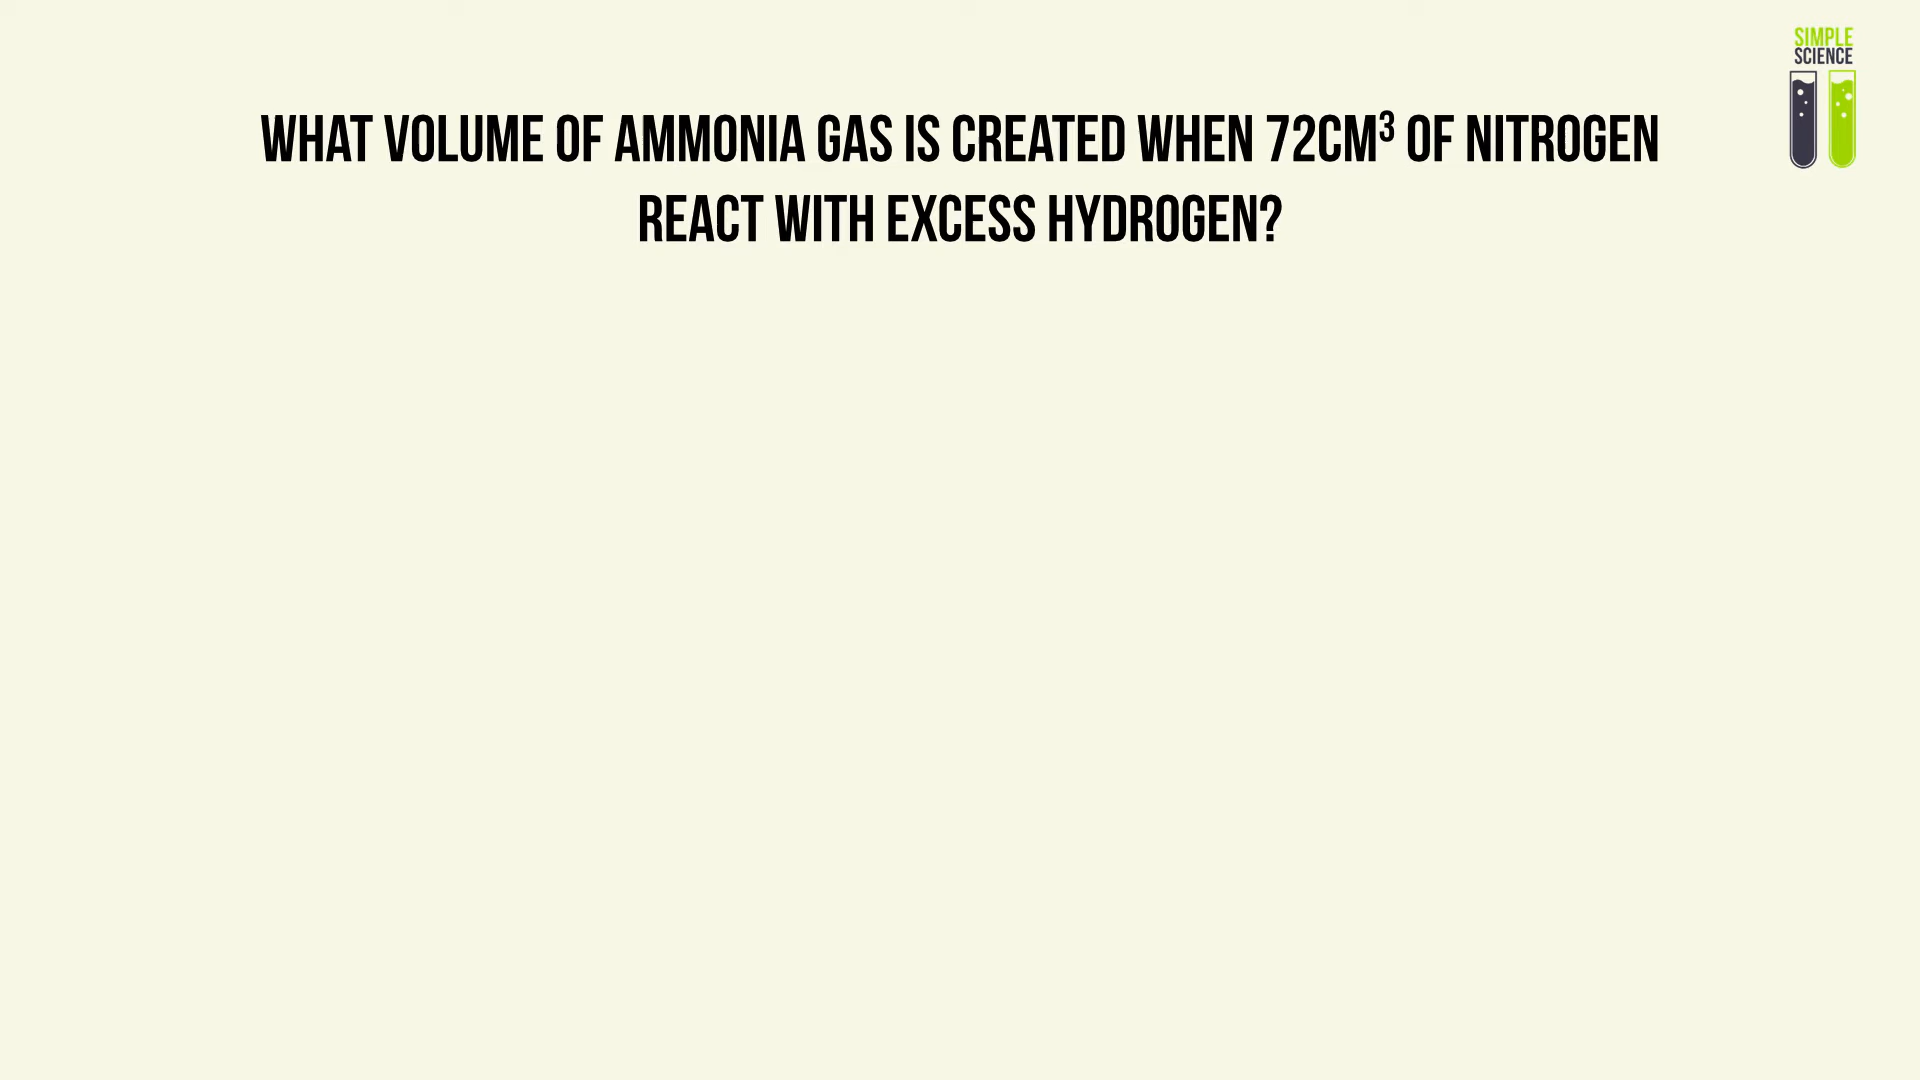 SIMPLE
SCIENCE
WHAT VOLUME OF AMMONIA GAS IS CREATED WHEN 72CM³ OF NITROGEN
REACT WITH EXCESS HYDROGEN?